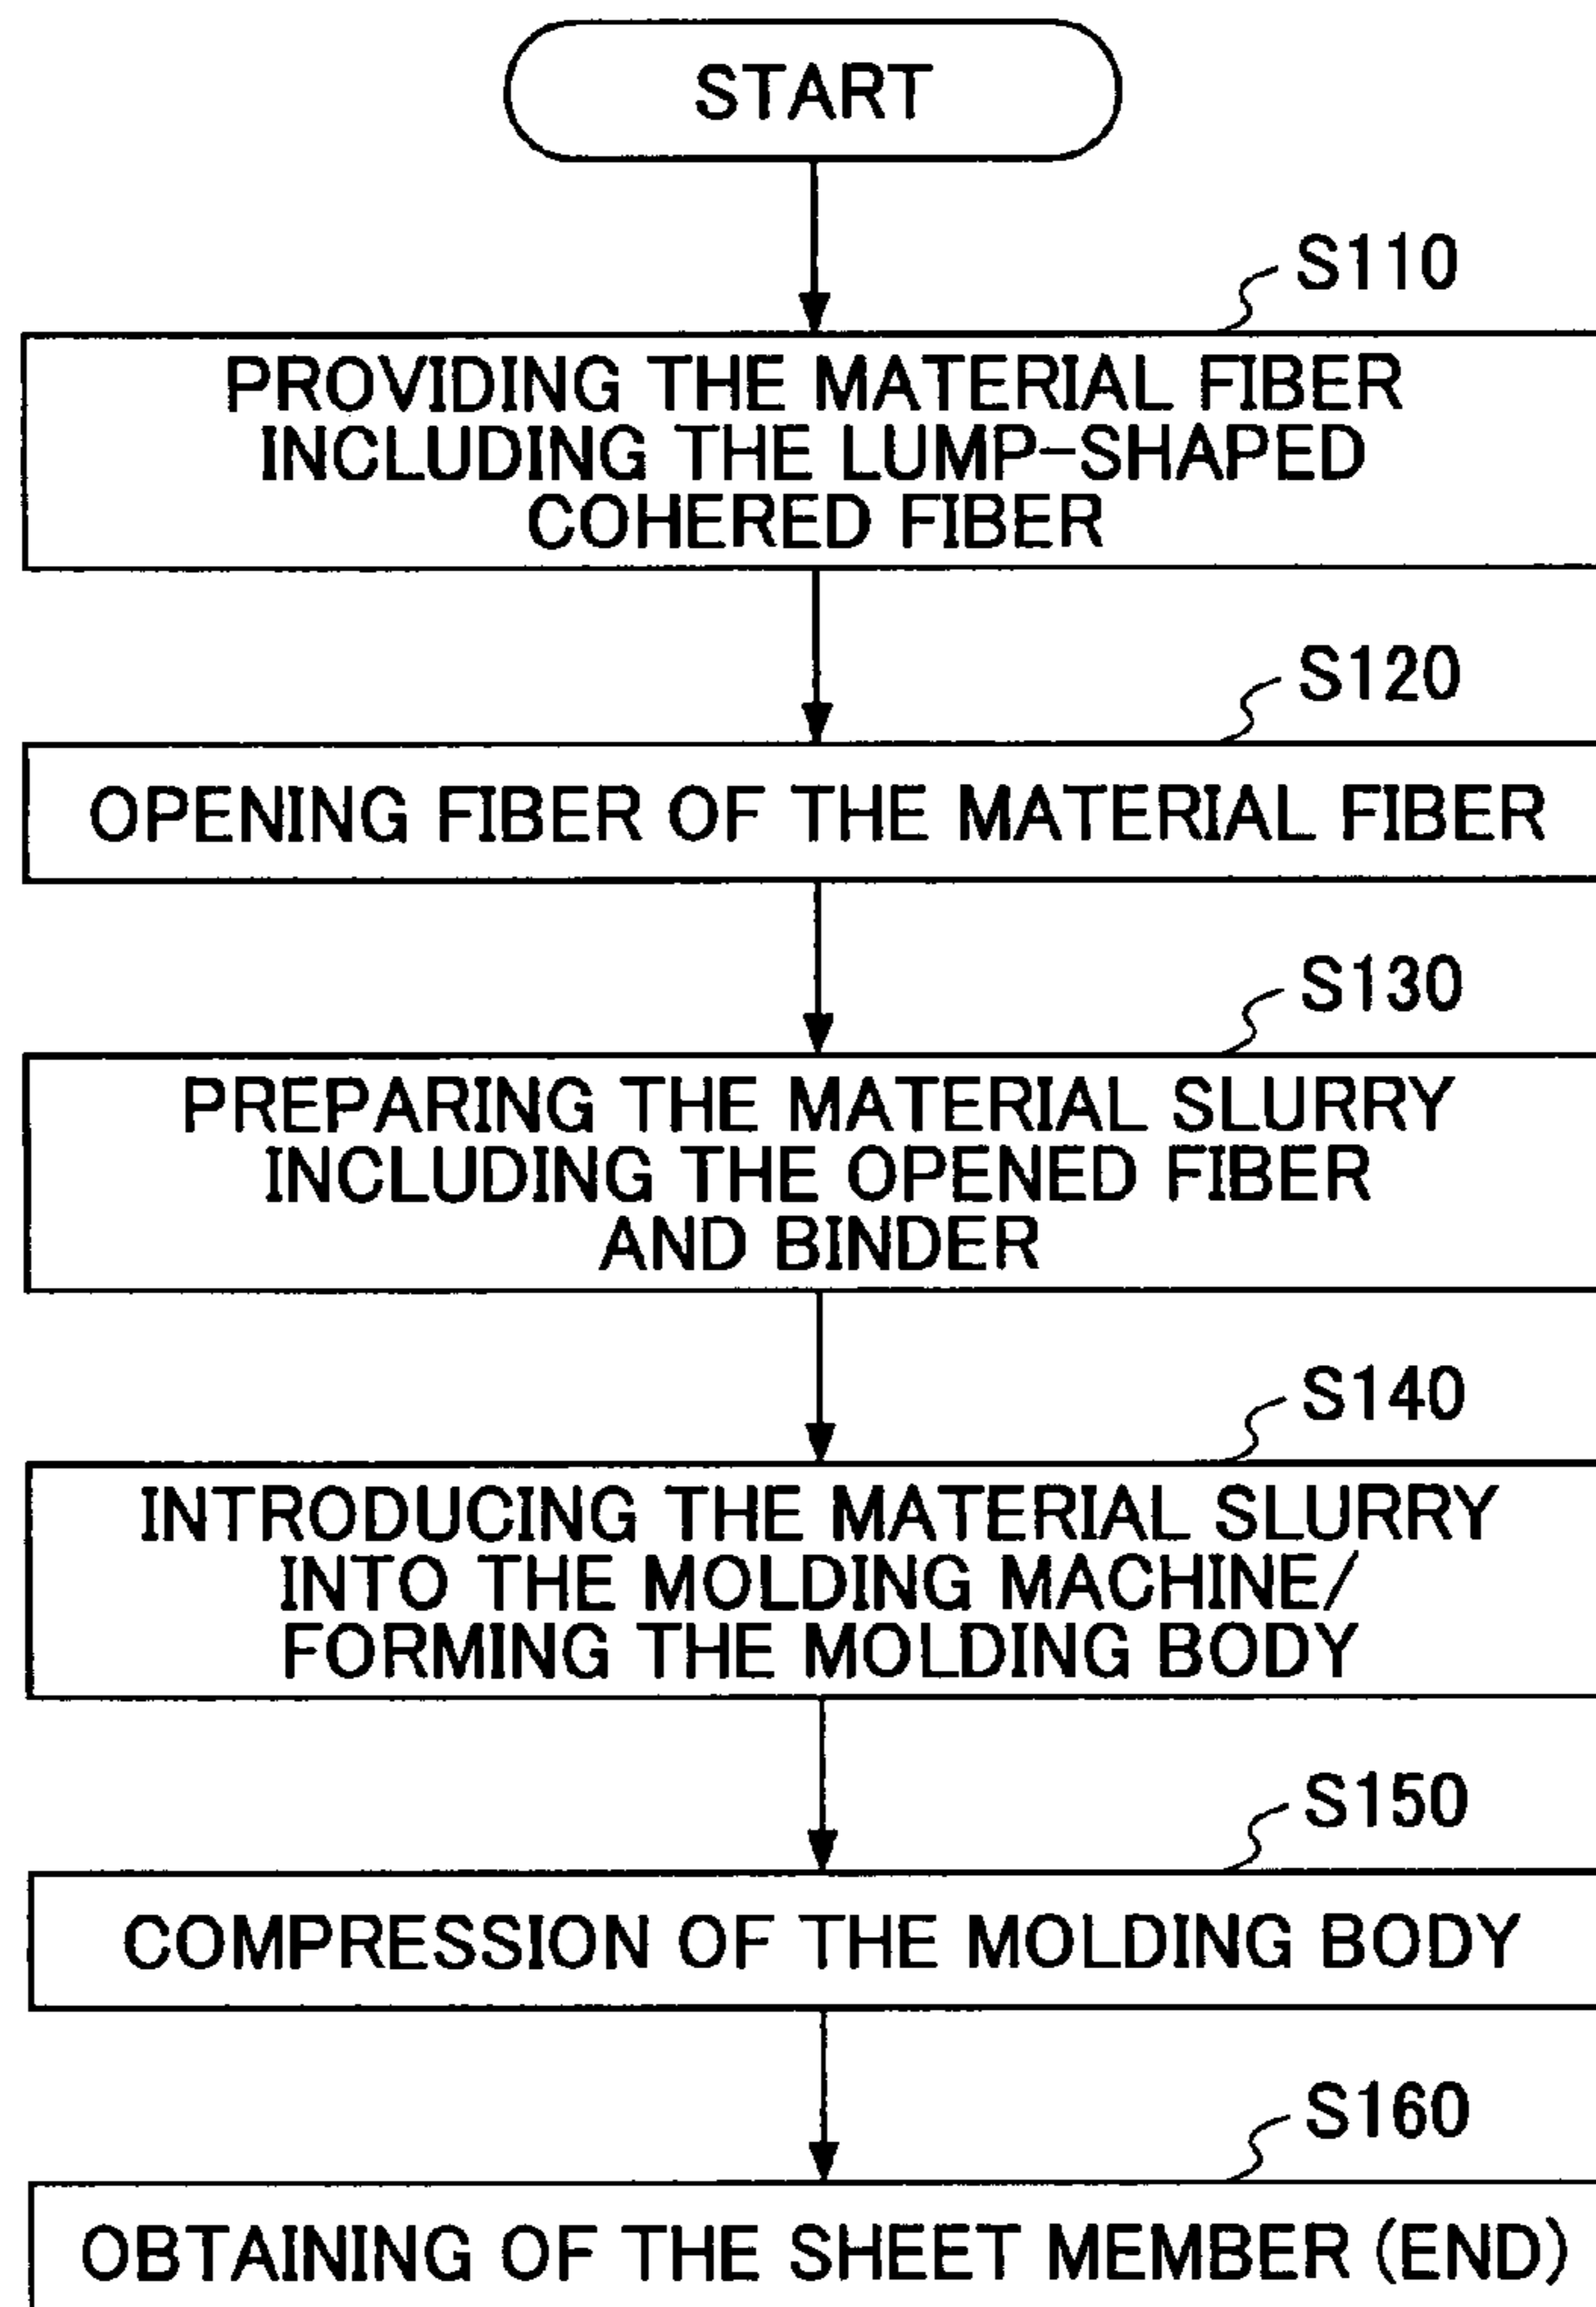 START
S110
PROVIDING THE MATERIAL FIBER
INCLUDING THE LUMP-SHAPED
COHERED FIBER
S120
OPENING FIBER OF THE MATERIAL FIBER
S130
PREPARING THE MATERIAL SLURRY
INCLUDING THE OPENED FIBER
AND BINDER
S140
INTRODUCING THE MATERIAL SLURRY
INTO THE MOLDING MACHINE/
FORMING THE MOLDING BODY
S150
COMPRESSION OF THE MOLDING BODY
S160
OBTAINING OF THE SHEET MEMBER (END)